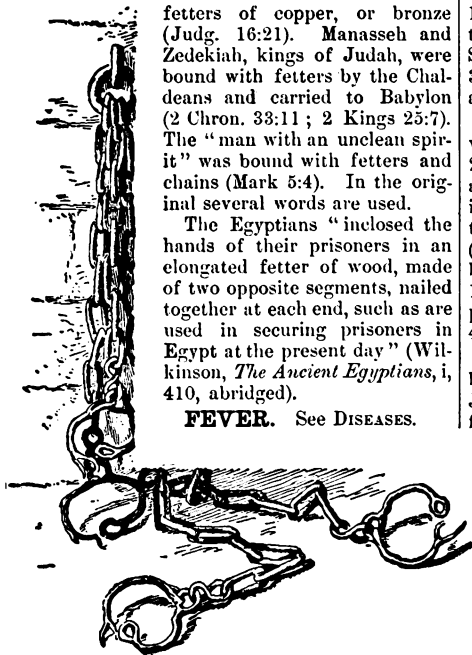 fetters of copper, or bronze
(Judg. 16:21). Manasseh and
Zedekiah, kings of Judah, were
bound with fetters by the Chal-
deans and carried to Babylon
(2 Chron. 33:11; 2 Kings 25:7).
The "man with an unclean spir-
it" was bound with fetters and
chains (Mark 5:4). In the orig-
inal several words are used.
The Egyptians "inclosed the
hands of their prisoners in an
elongated fetter of wood, made
of two opposite segments, nailed
together at each end, such as are
used in securing prisoners in
Egypt at the present day" (Wil-
kinson, The Ancient Egyptians, i,
410, abridged).
FEVER. See DISEASES.